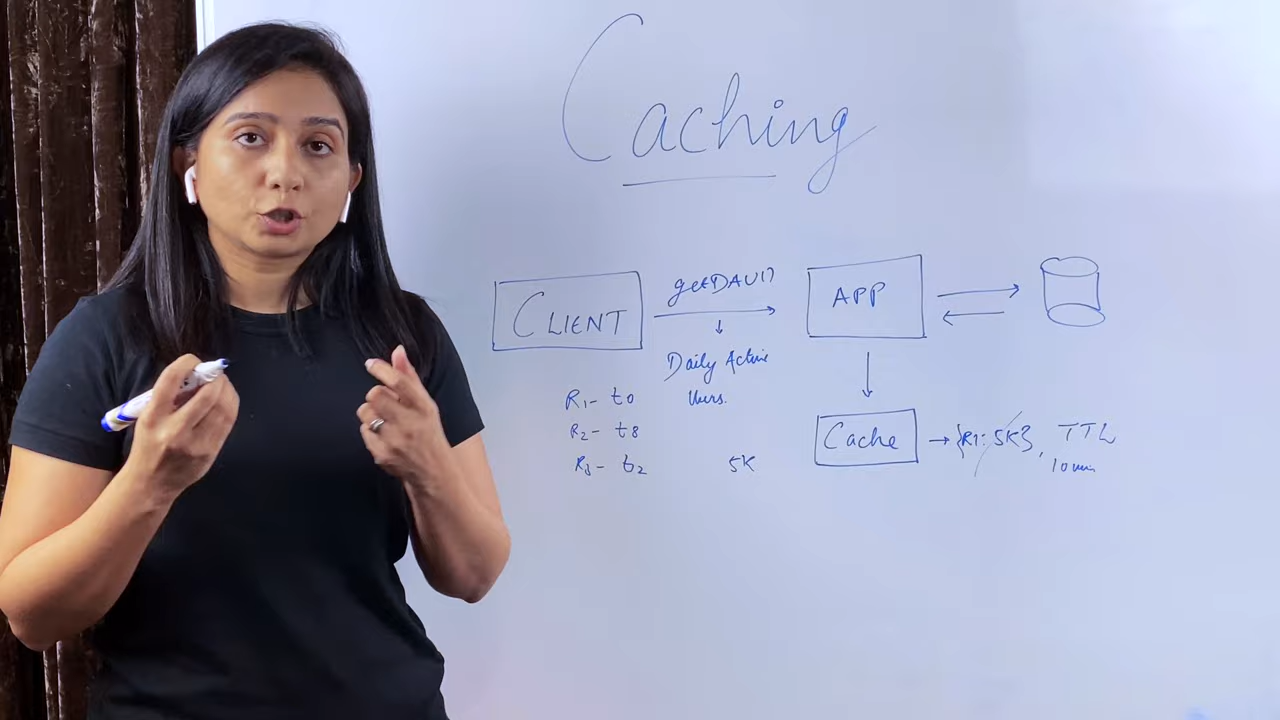 Caching
CLIENT
getDAU()
APP
Daily Active
Users.
R1- t0
R2- t8
R3- t2
5K
Cache
→ {R1: 5K}, TTL
10min